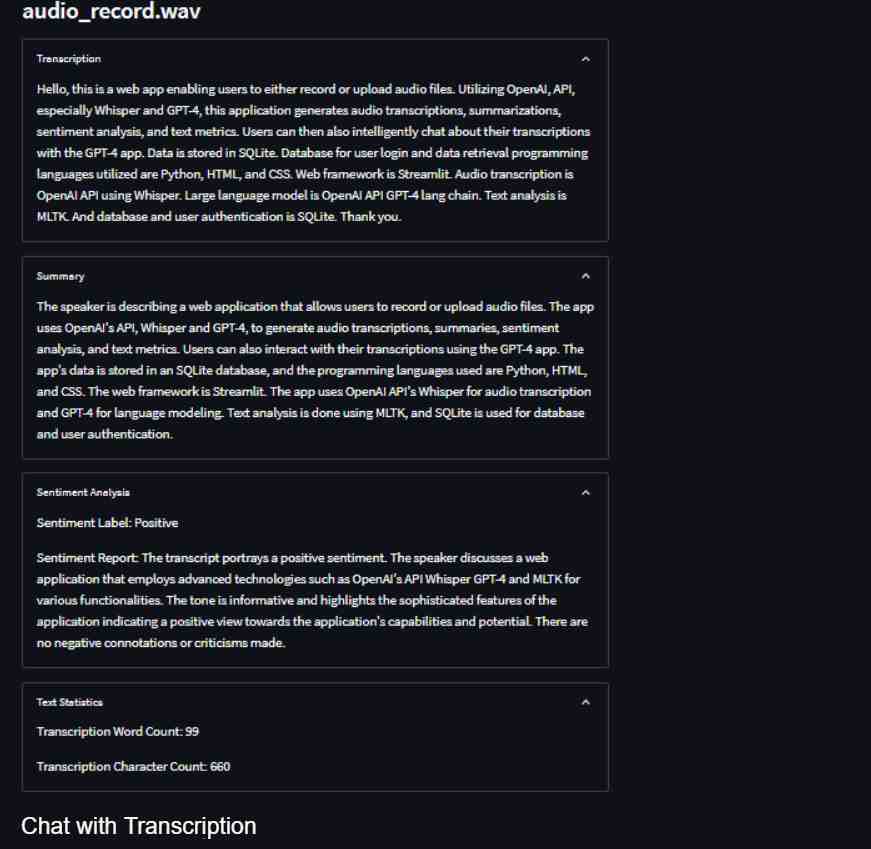 audio_record.wav
Transcription
Hello, this is a web app enabling users to either record or upload audio files. Utilizing OpenAI, API,
especially Whisper and GPT-4, this application generates audio transcriptions, summarizations,
sentiment analysis, and text metrics. Users can then also intelligently chat about their transcriptions
with the GPT-4 app. Data is stored in SQLite. Database for user login and data retrieval programming
languages utilized are Python, HTML, and CSS. Web framework is Streamlit. Audio transcription is
OpenAI API using Whisper. Large language model is OpenAI API GPT-4 lang chain. Text analysis is
MLTK. And database and user authentication is SQLite. Thank you.
Summary
The speaker is describing a web application that allows users to record or upload audio files. The app
uses OpenAI's API, Whisper and GPT-4, to generate audio transcriptions, summaries, sentiment
analysis, and text metrics. Users can also interact with their transcriptions using the GPT-4 app. The
app's data is stored in an SQLite database, and the programming languages used are Python, HTML,
and CSS. The web framework is Streamlit. The app uses OpenAI API's Whisper for audio transcription
and GPT-4 for language modeling. Text analysis is done using MLTK, and SQLite is used for database
and user authentication.
Sentiment Analysis
Sentiment Label: Positive
Sentiment Report: The transcript portrays a positive sentiment. The speaker discusses a web
application that employs advanced technologies such as OpenAI's API Whisper GPT-4 and MLTK for
various functionalities. The tone is informative and highlights the sophisticated features of the
application indicating a positive view towards the application's capabilities and potential. There are
no negative connotations or criticisms made.
Text Statistics
Transcription Word Count: 99
Transcription Character Count: 660
Chat with Transcription